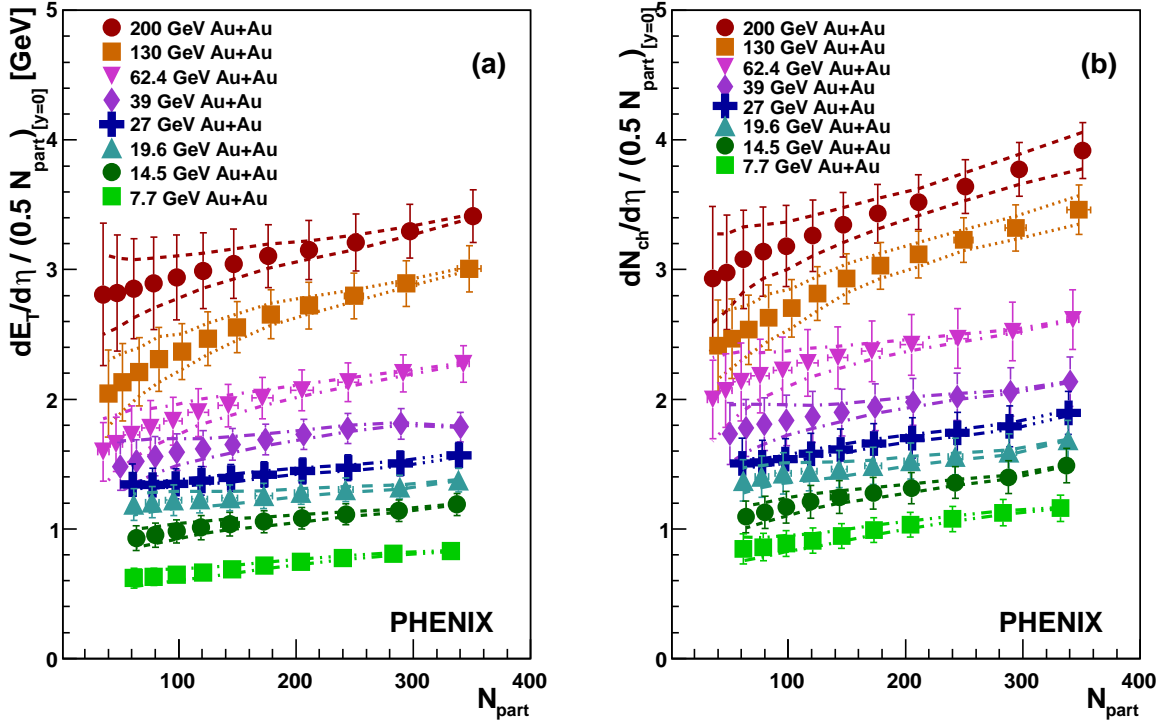 dE_T/dη / (0.5 N_part)_[y=0] [GeV]
5
4
3
2
1
0
200 GeV Au+Au
130 GeV Au+Au
62.4 GeV Au+Au
39 GeV Au+Au
27 GeV Au+Au
19.6 GeV Au+Au
14.5 GeV Au+Au
7.7 GeV Au+Au
(a)
PHENIX
100 200 300 400
N_part
dN_ch/dη / (0.5 N_part)_[y=0]
5
4
3
2
1
0
200 GeV Au+Au
130 GeV Au+Au
62.4 GeV Au+Au
39 GeV Au+Au
27 GeV Au+Au
19.6 GeV Au+Au
14.5 GeV Au+Au
7.7 GeV Au+Au
(b)
PHENIX
100 200 300 400
N_part